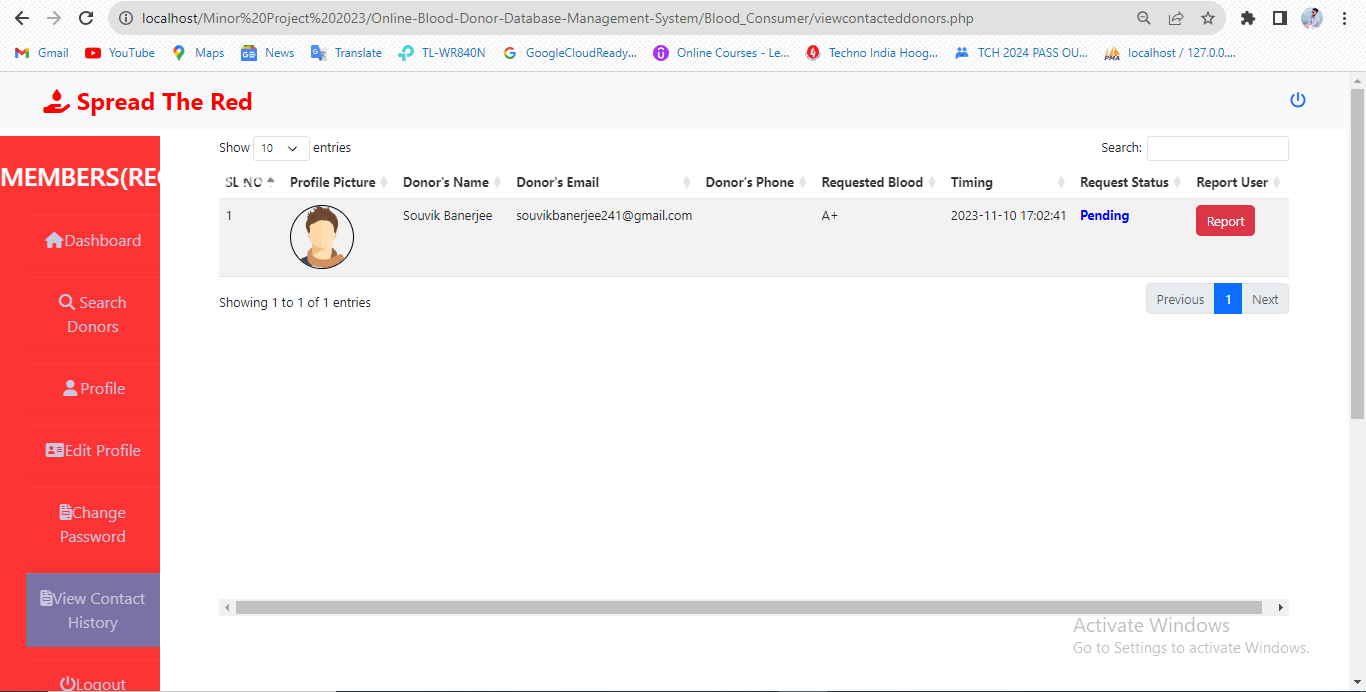 localhost/Minor%20Project%202023/Online-Blood-Donor-Database-Management-System/Blood_Consumer/viewcontacteddonors.php
Gmail YouTube Maps News Translate TL-WR840N GoogleCloudReady... Online Courses - Le... Techno India Hoog... TCH 2024 PASS OU... PMA localhost / 127.0.0....
Spread The Red
MEMBERS(REC
Dashboard
Search
Donors
Profile
Edit Profile
Change
Password
View Contact
History
Logout
Show 10 entries Search:
SL NO Profile Picture Donor's Name Donor's Email Donor's Phone Requested Blood Timing Request Status Report User
1 Souvik Banerjee souvikbanerjee241@gmail.com A+ 2023-11-10 17:02:41 Pending Report
Showing 1 to 1 of 1 entries Previous 1 Next
Activate Windows
Go to Settings to activate Windows.